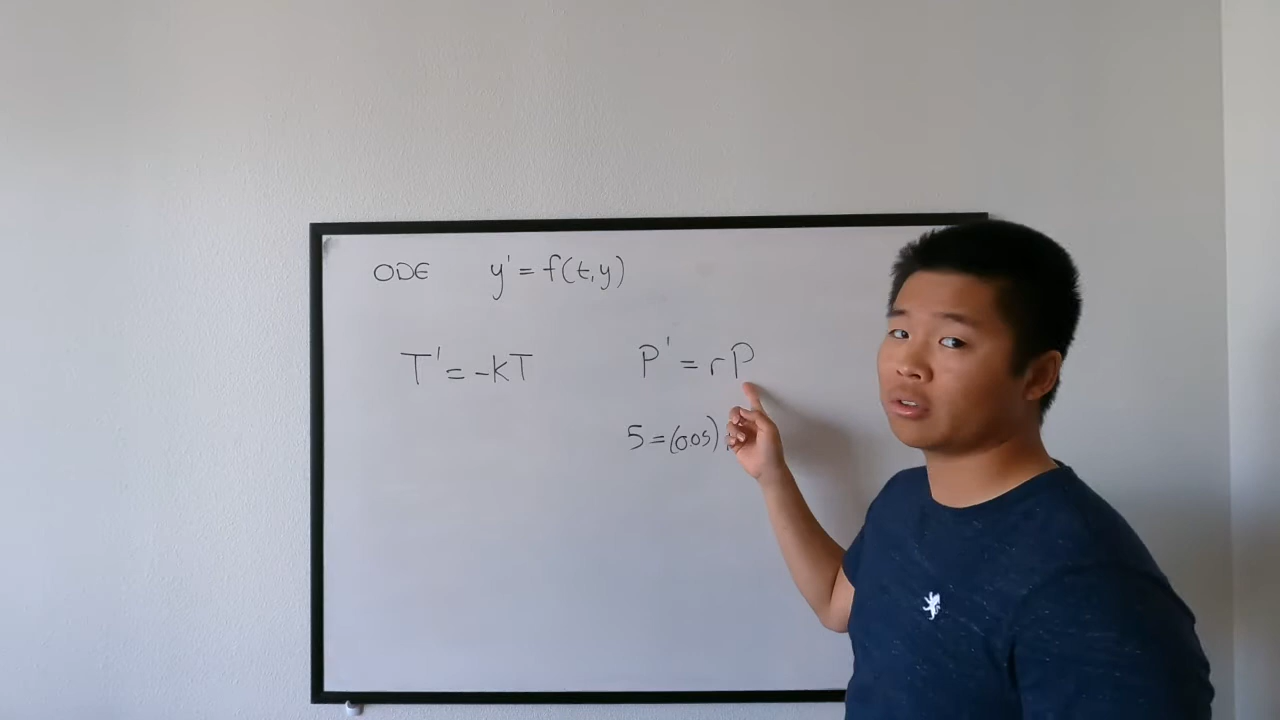 ODE y' = f(t,y)
T' = -kT P' = rP
5 = (0.05)